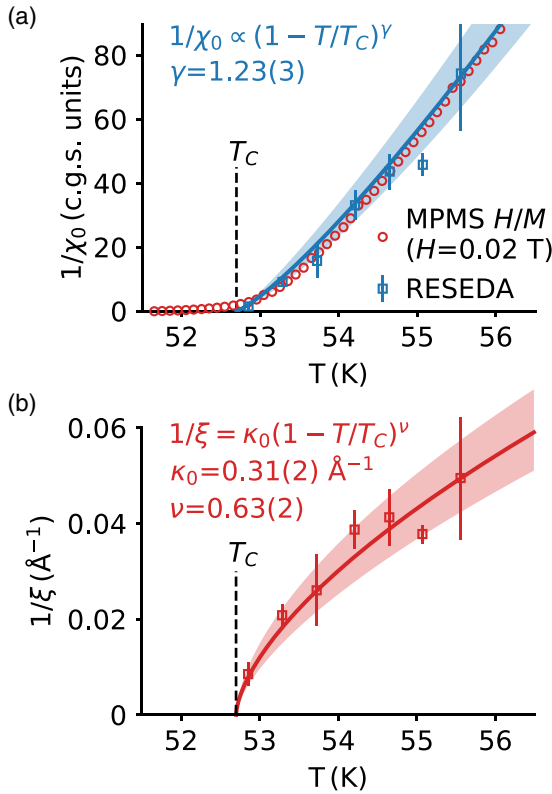 (a)
1/χ₀ ∝ (1 − T/T_C)^γ
γ=1.23(3)
T_C
MPMS H/M
(H=0.02 T)
RESEDA
1/χ₀ (c.g.s. units)
80
60
40
20
0
52 53 54 55 56
T (K)
(b)
1/ξ = κ₀(1 − T/T_C)^ν
κ₀=0.31(2) Å⁻¹
ν=0.63(2)
T_C
1/ξ (Å⁻¹)
0.06
0.04
0.02
0
52 53 54 55 56
T (K)